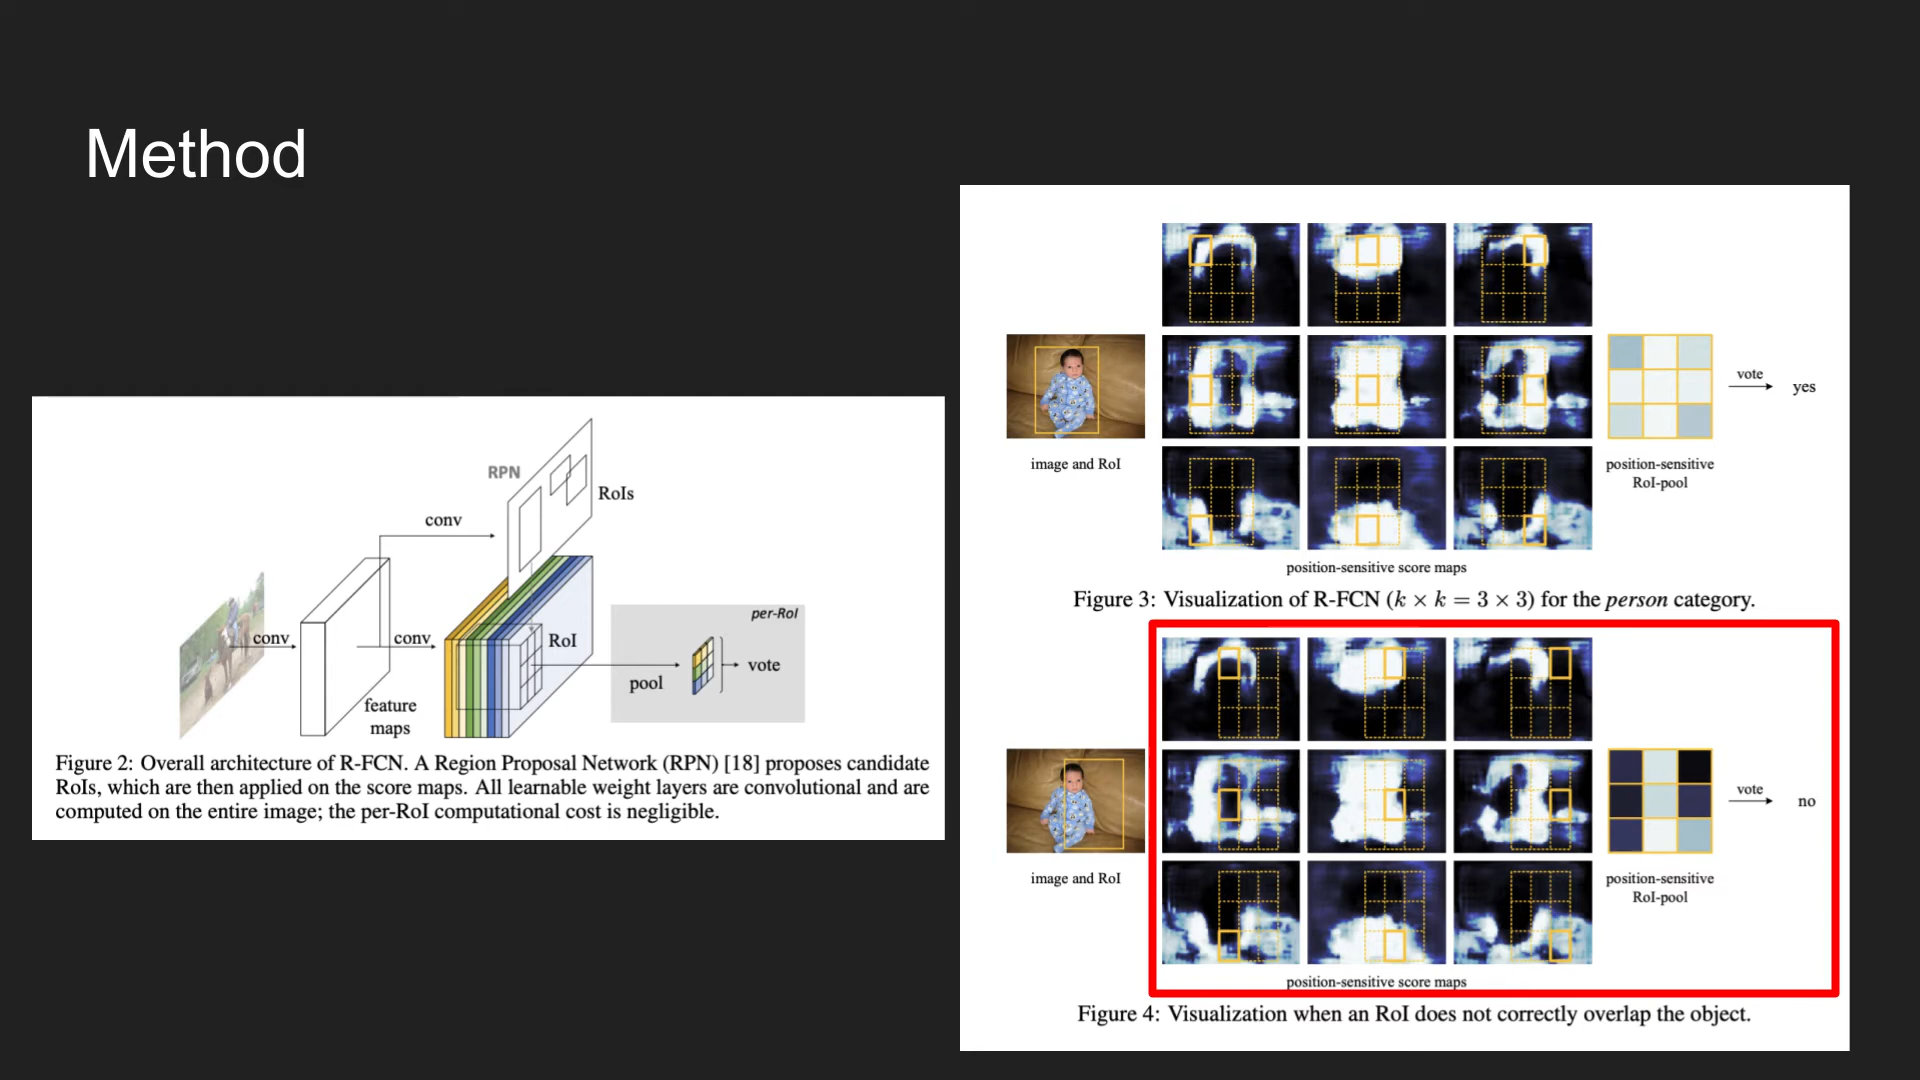 Method
RPN
RoIs
conv
conv
conv
RoI
per-RoI
pool
vote
feature
maps
Figure 2: Overall architecture of R-FCN. A Region Proposal Network (RPN) [18] proposes candidate
RoIs, which are then applied on the score maps. All learnable weight layers are convolutional and are
computed on the entire image; the per-RoI computational cost is negligible.
vote
yes
image and RoI
position-sensitive
RoI-pool
position-sensitive score maps
Figure 3: Visualization of R-FCN (k × k = 3 × 3) for the person category.
vote
no
image and RoI
position-sensitive
RoI-pool
position-sensitive score maps
Figure 4: Visualization when an RoI does not correctly overlap the object.